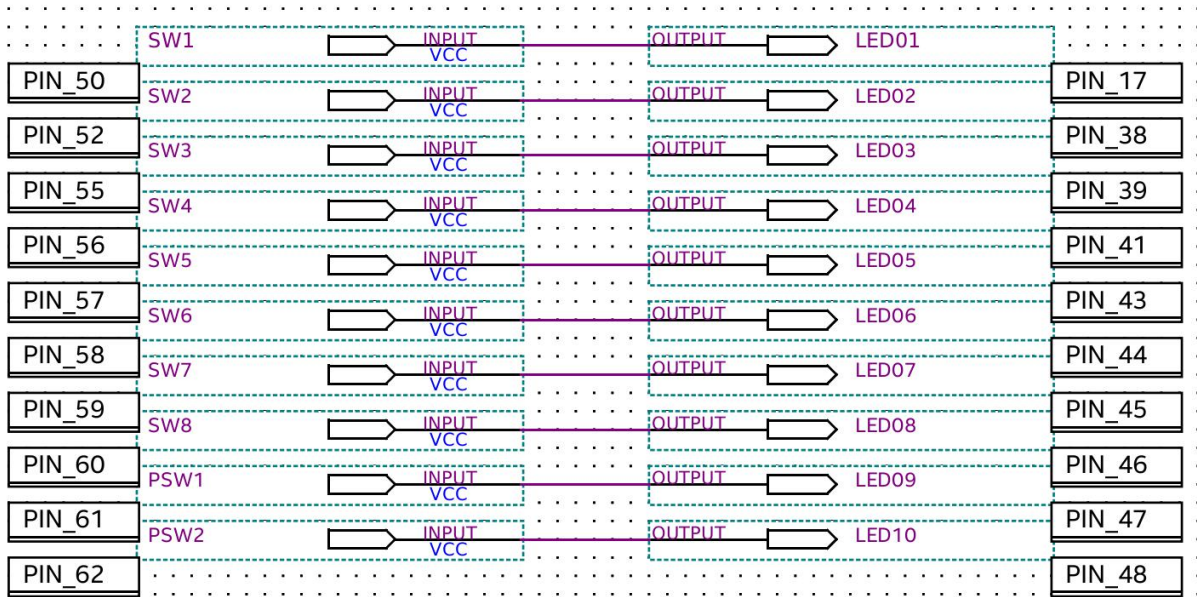 SW1 INPUT VCC OUTPUT LED01
PIN_50 PIN_17
SW2 INPUT VCC OUTPUT LED02
PIN_52 PIN_38
SW3 INPUT VCC OUTPUT LED03
PIN_55 PIN_39
SW4 INPUT VCC OUTPUT LED04
PIN_56 PIN_41
SW5 INPUT VCC OUTPUT LED05
PIN_57 PIN_43
SW6 INPUT VCC OUTPUT LED06
PIN_58 PIN_44
SW7 INPUT VCC OUTPUT LED07
PIN_59 PIN_45
SW8 INPUT VCC OUTPUT LED08
PIN_60 PIN_46
PSW1 INPUT VCC OUTPUT LED09
PIN_61 PIN_47
PSW2 INPUT VCC OUTPUT LED10
PIN_62 PIN_48